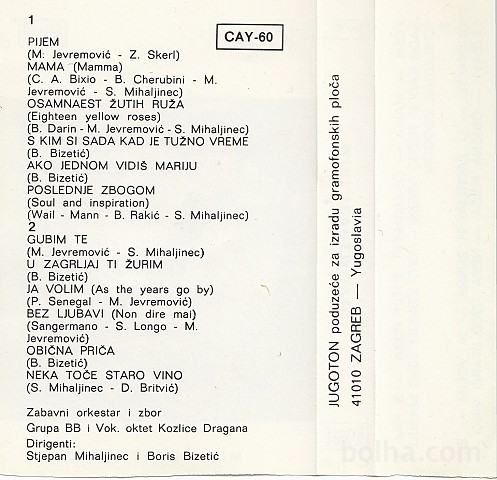 1
CAY-60
PIJEM
(M. Jevremović - Z. Skerl)
MAMA (Mamma)
(C. A. Bixio - B. Cherubini - M.
Jevremović - S. Mihaljinec)
OSAMNAEST ŽUTIH RUŽA
(Eighteen yellow roses)
(B. Darin - M. Jevremović - S. Mihaljinec)
S KIM SI SADA KAD JE TUŽNO VREME
(B. Bizetić)
AKO JEDNOM VIDIŠ MARIJU
(B. Bizetić)
POSLEDNJE ZBOGOM
(Soul and inspiration)
(Wail - Mann - B. Rakić - S. Mihaljinec)
2
GUBIM TE
(M. Jevremović - S. Mihaljinec)
U ZAGRLJAJ TI ŽURIM
(B. Bizetić)
JA VOLIM (As the years go by)
(P. Senegal - M. Jevremović)
BEZ LJUBAVI (Non dire mai)
(Sangermano - S. Longo - M.
Jevremović)
OBIČNA PRIČA
(B. Bizetić)
NEKA TOČE STARO VINO
(S. Mihaljinec - D. Britvić)
Zabavni orkestar i zbor
Grupa BB i Vok. oktet Kozlice Dragana
Dirigenti:
Stjepan Mihaljinec i Boris Bizetić
JUGOTON poduzeće za izradu gramofonskih ploča
41010 ZAGREB — Yugoslavia
bolha.com